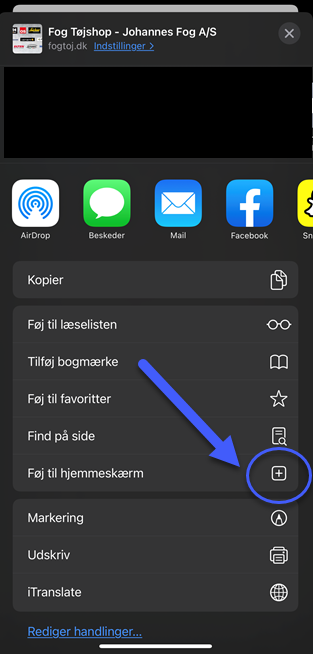 Fog Tøjshop - Johannes Fog A/S
fogtoj.dk Indstillinger >
AirDrop Beskeder Mail Facebook Sn
Kopier
Føj til læselisten
Tilføj bogmærke
Føj til favoritter
Find på side
Føj til hjemmeskærm
Markering
Udskriv
iTranslate
Rediger handlinger...